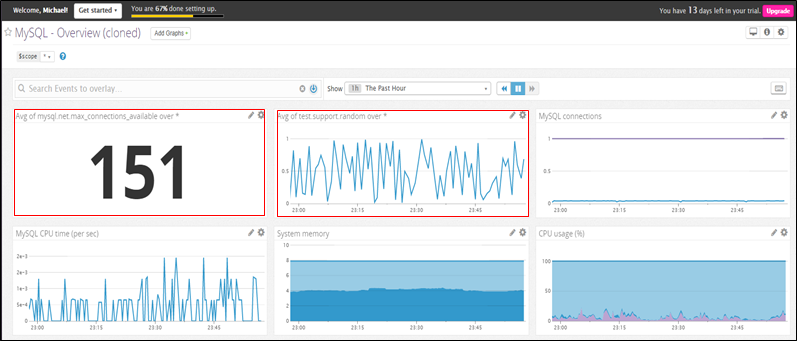 Welcome, Michael! Get started You are 67% done setting up. You have 13 days left in your trial. Upgrade
MySQL - Overview (cloned) Add Graphs
$scope *
Search Events to overlay... Show 1h The Past Hour
Avg of mysql.net.max_connections_available over *
151
Avg of test.support.random over *
1
0.5
0
23:00 23:15 23:30 23:45
MySQL connections
1
0.5
0
23:00 23:15 23:30 23:45
MySQL CPU time (per sec)
2e-3
1e-3
5e-4
0e0
23:00 23:15 23:30 23:45
System memory
10
8
6
4
2
0
23:00 23:15 23:30 23:45
CPU usage (%)
100
50
0
23:00 23:15 23:30 23:45